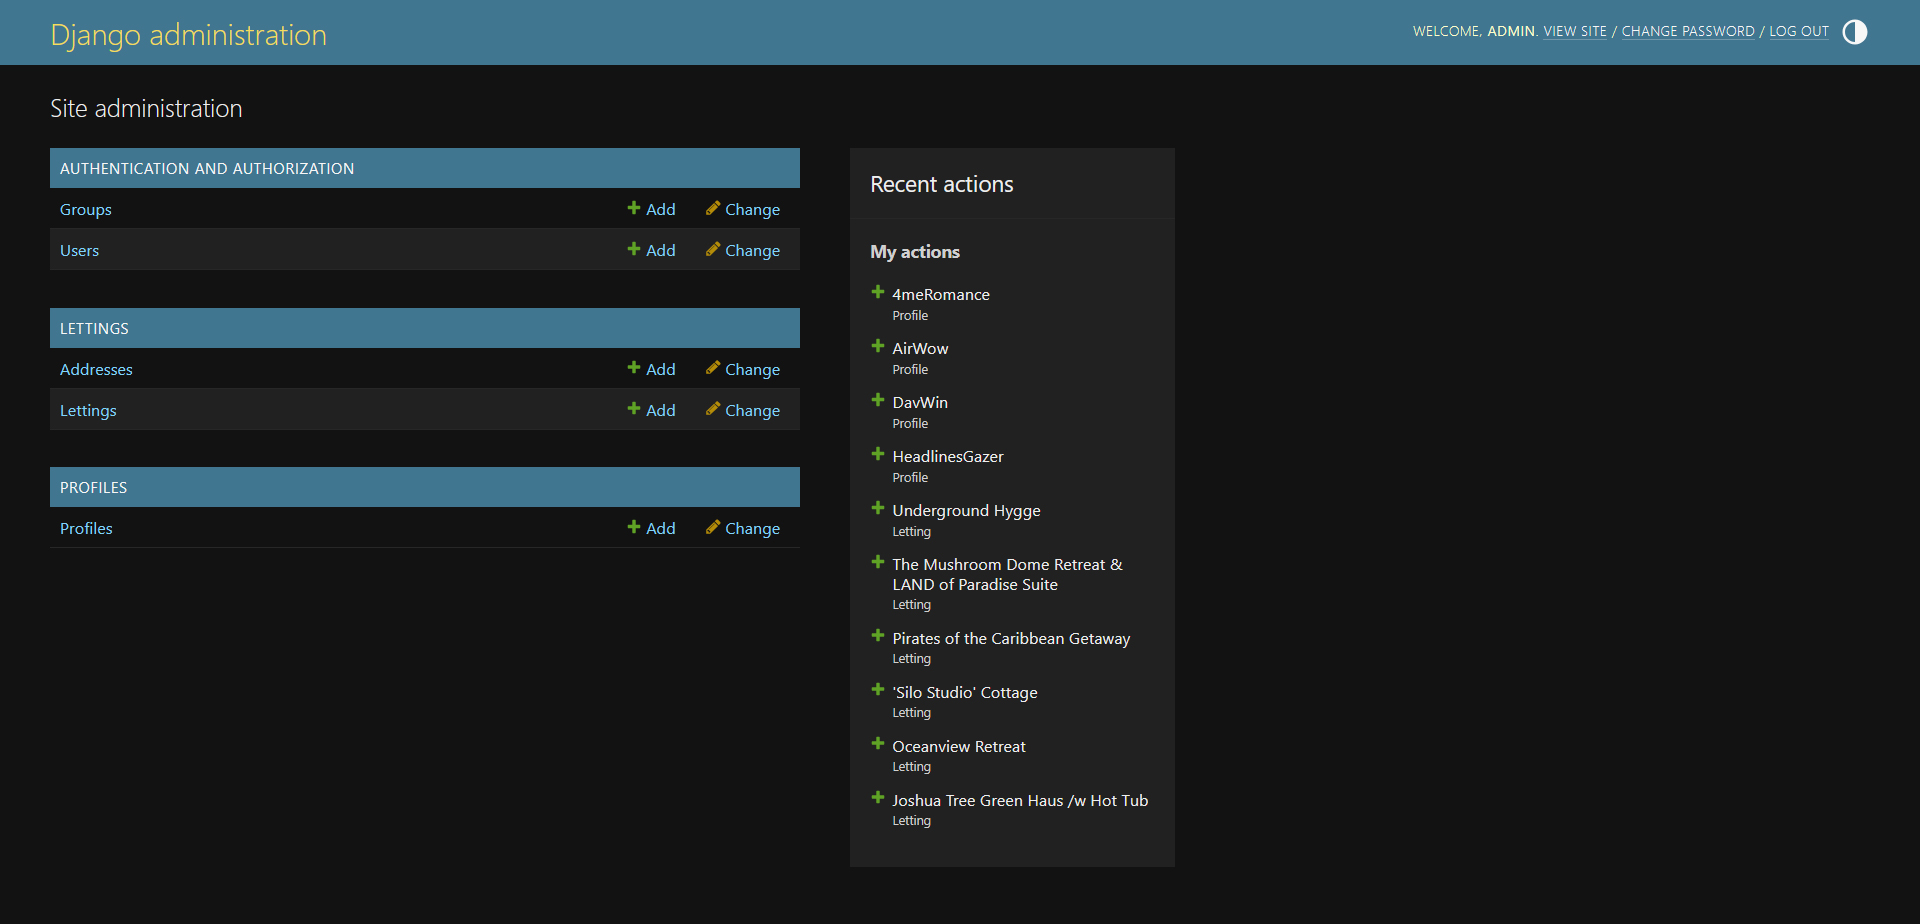 Django administration
WELCOME, ADMIN. VIEW SITE / CHANGE PASSWORD / LOG OUT
Site administration
AUTHENTICATION AND AUTHORIZATION
Groups Add Change
Users Add Change
LETTINGS
Addresses Add Change
Lettings Add Change
PROFILES
Profiles Add Change
Recent actions
My actions
4meRomance
Profile
AirWow
Profile
DavWin
Profile
HeadlinesGazer
Profile
Underground Hygge
Letting
The Mushroom Dome Retreat &
LAND of Paradise Suite
Letting
Pirates of the Caribbean Getaway
Letting
'Silo Studio' Cottage
Letting
Oceanview Retreat
Letting
Joshua Tree Green Haus /w Hot Tub
Letting